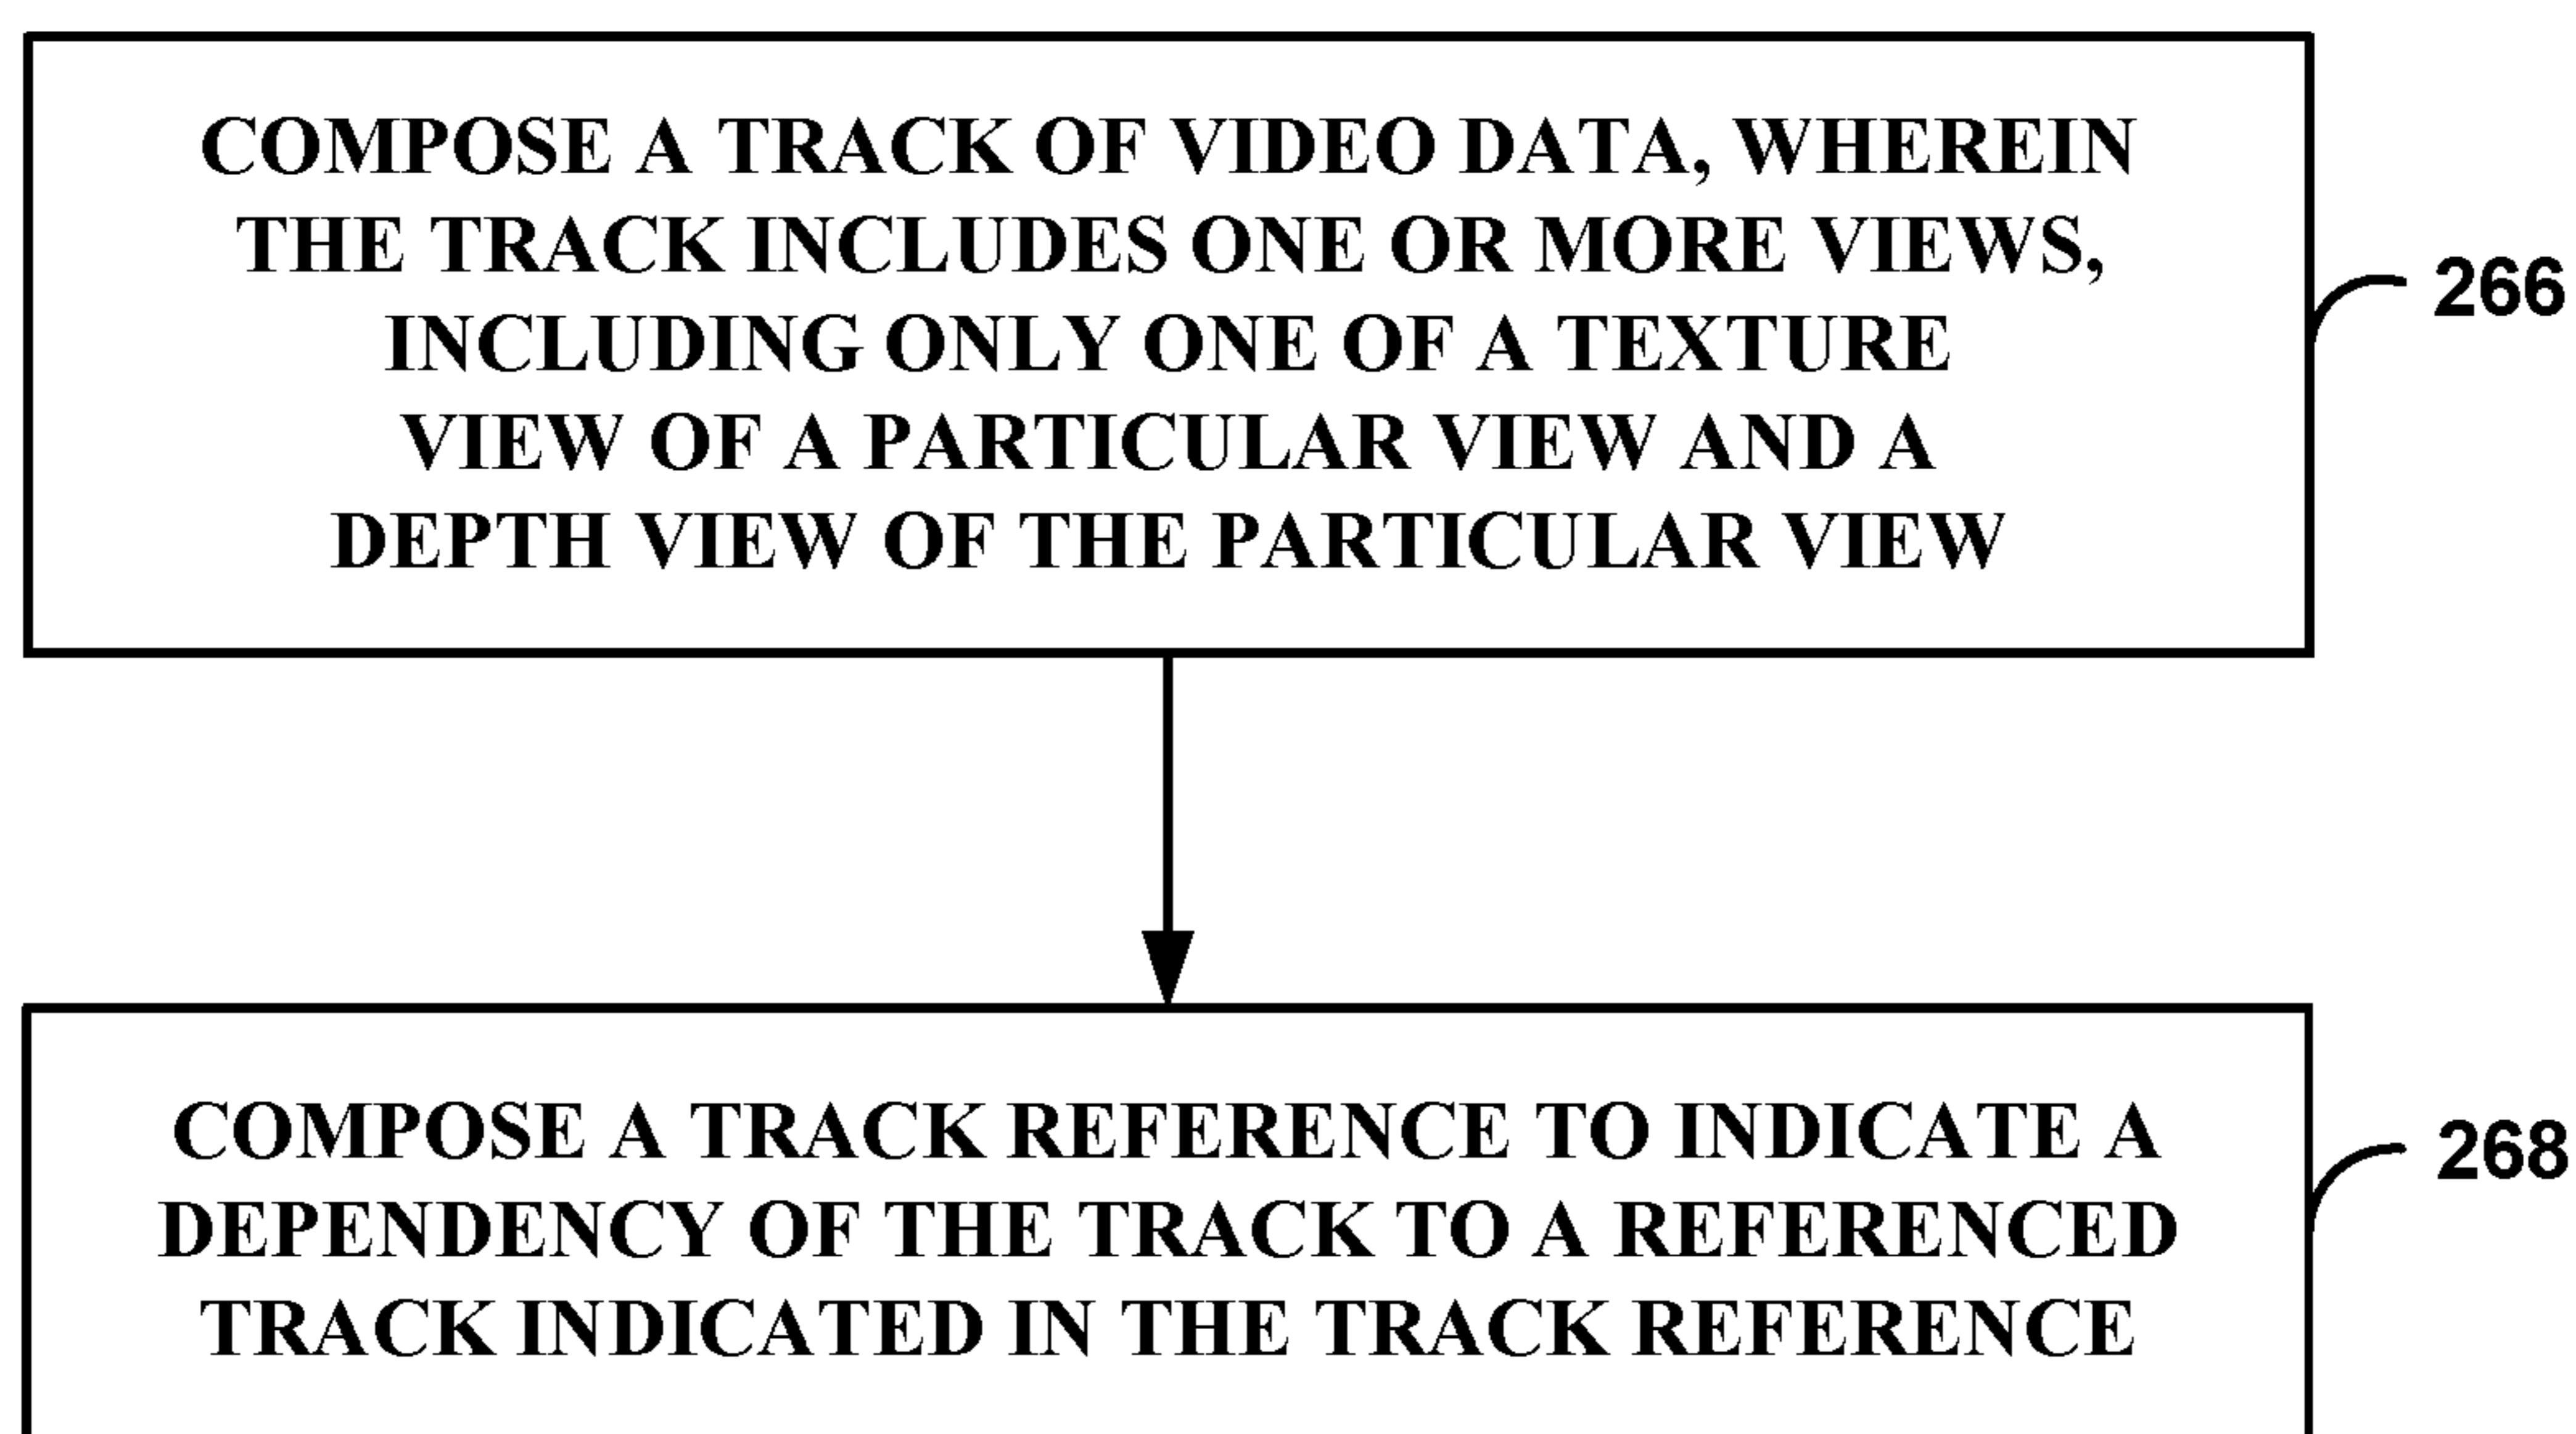 COMPOSE A TRACK OF VIDEO DATA, WHEREIN
THE TRACK INCLUDES ONE OR MORE VIEWS,
INCLUDING ONLY ONE OF A TEXTURE
VIEW OF A PARTICULAR VIEW AND A
DEPTH VIEW OF THE PARTICULAR VIEW
266
COMPOSE A TRACK REFERENCE TO INDICATE A
DEPENDENCY OF THE TRACK TO A REFERENCED
TRACK INDICATED IN THE TRACK REFERENCE
268